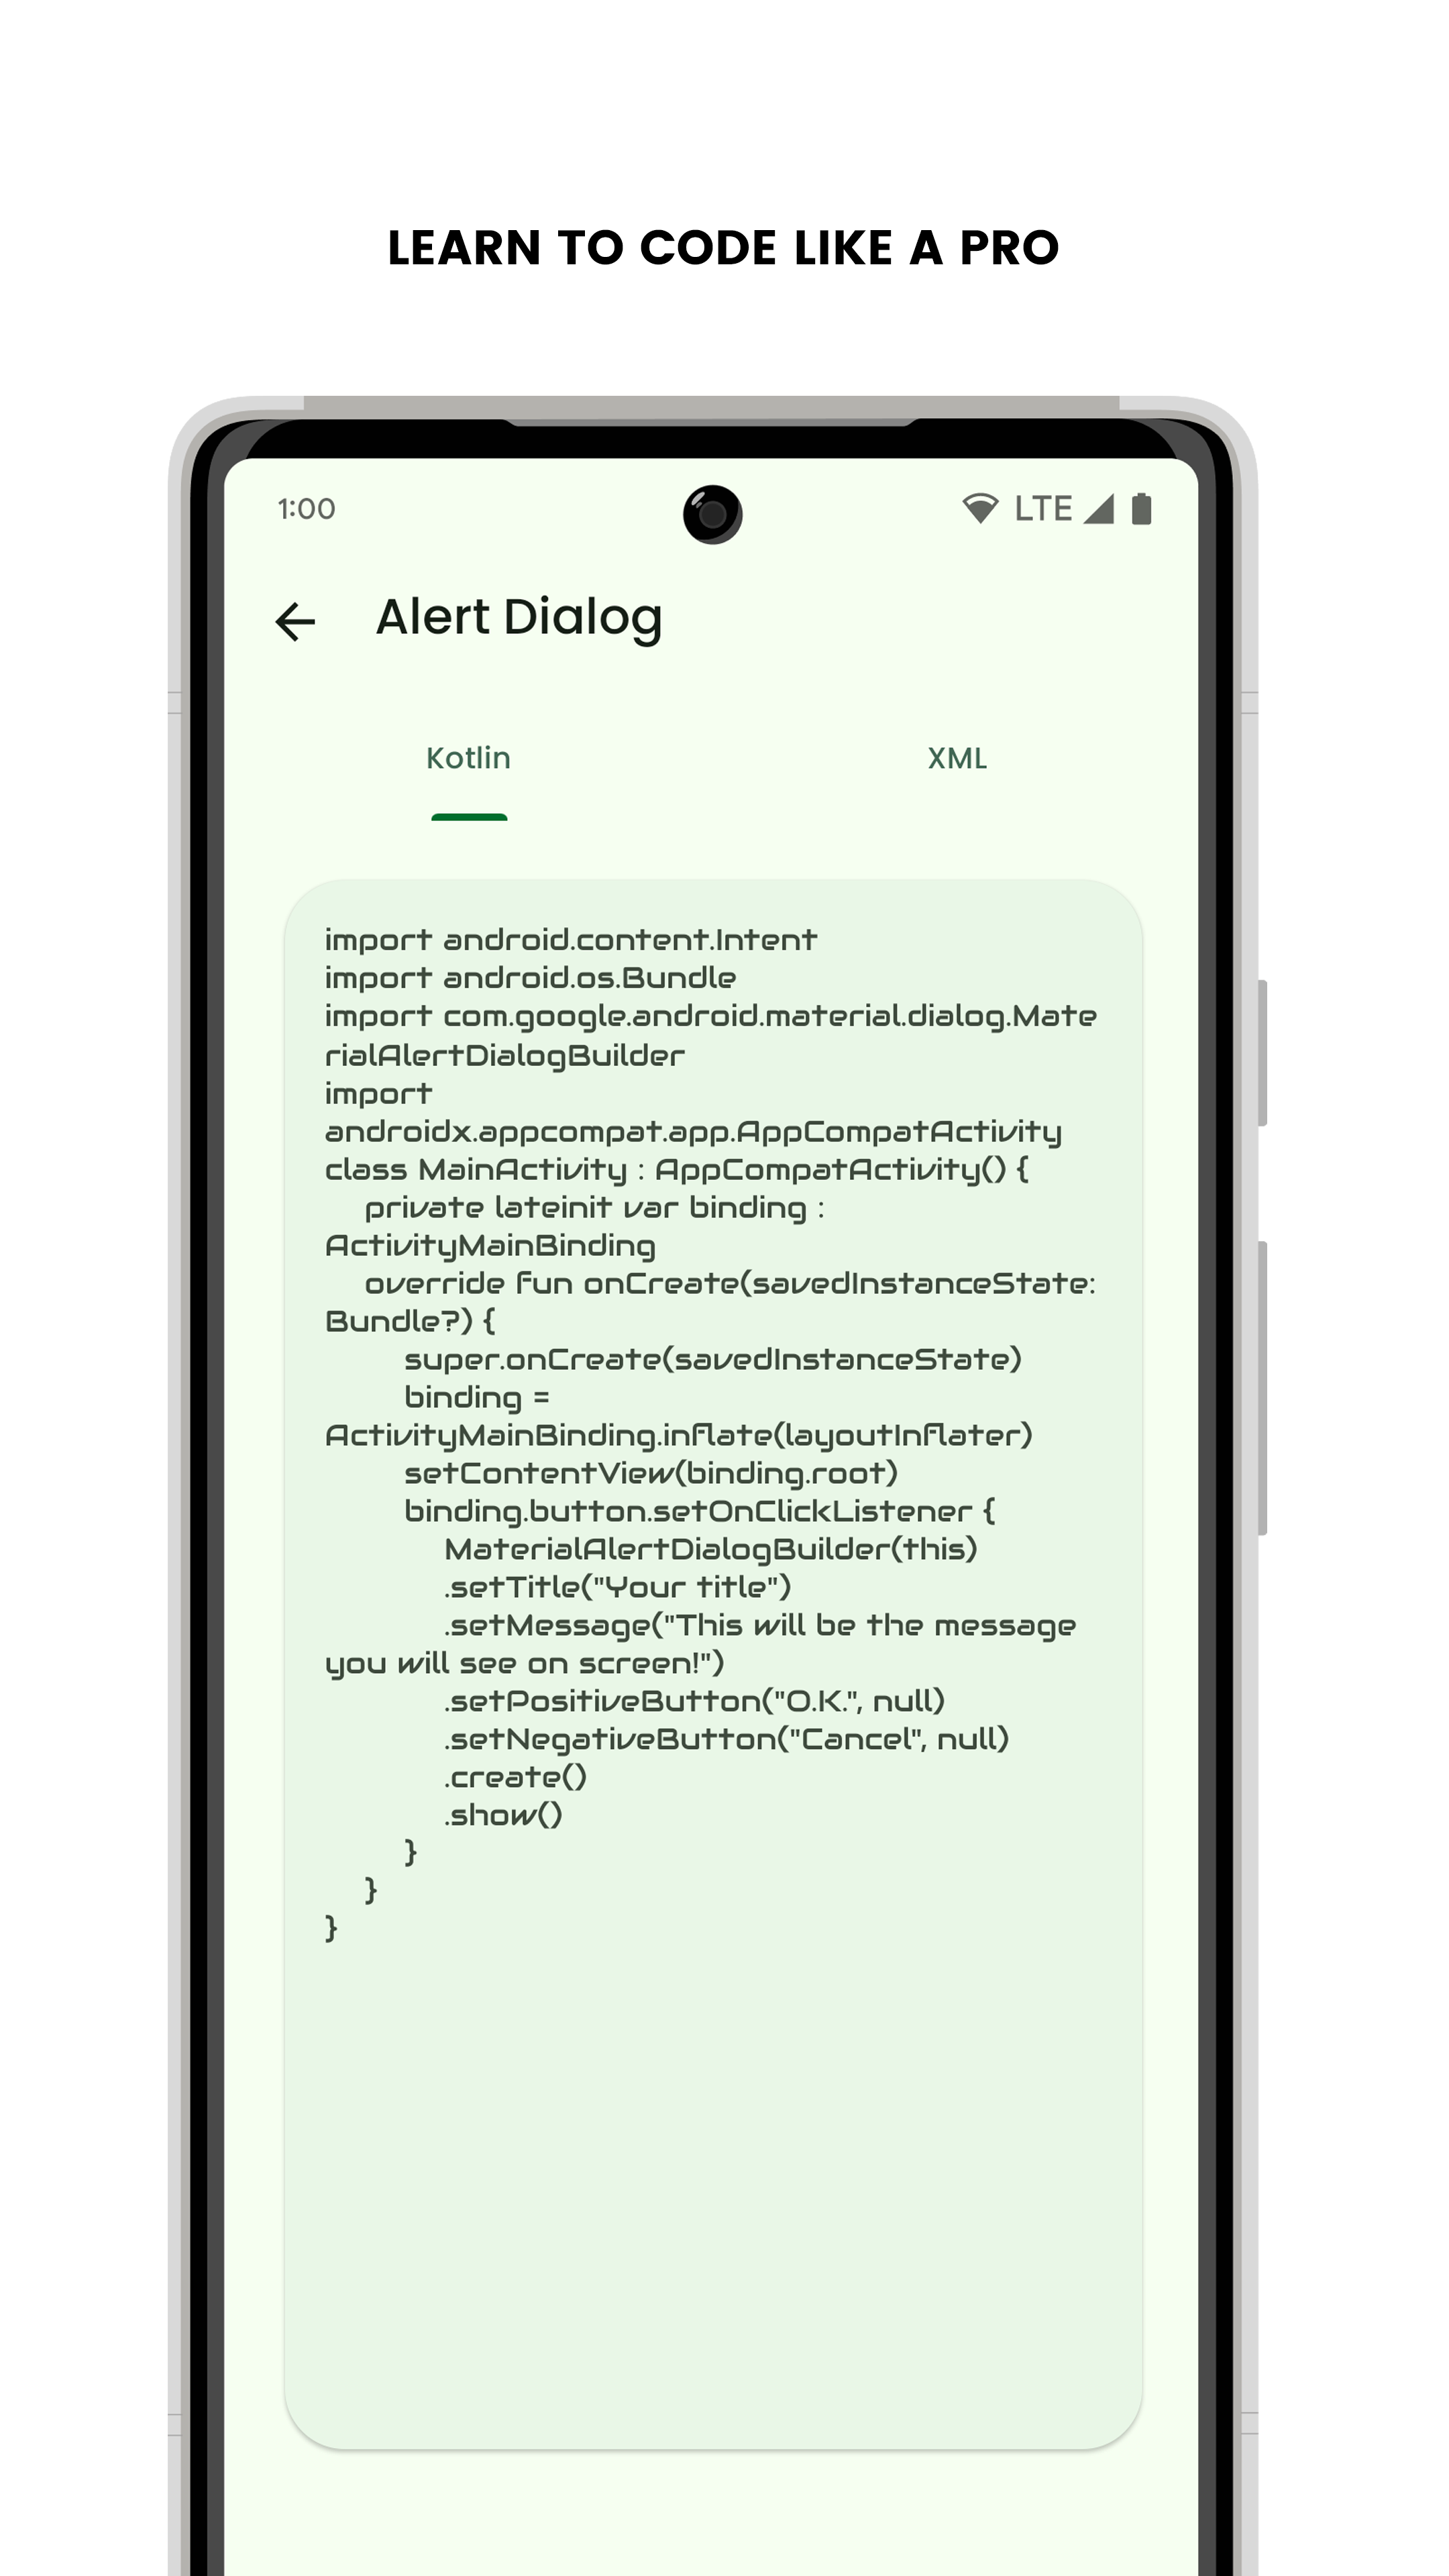 LEARN TO CODE LIKE A PRO
1:00
LTE
Alert Dialog
Kotlin
XML
import android.content.Intent
import android.os.Bundle
import com.google.android.material.dialog.Mate
rialAlertDialogBuilder
import
androidx.appcompat.app.AppCompatActivity
class MainActivity : AppCompatActivity() {
    private lateinit var binding :
ActivityMainBinding
    override fun onCreate(savedInstanceState:
Bundle?) {
        super.onCreate(savedInstanceState)
        binding =
ActivityMainBinding.inflate(layoutInflater)
        setContentView(binding.root)
        binding.button.setOnClickListener {
            MaterialAlertDialogBuilder(this)
            .setTitle("Your title")
            .setMessage("This will be the message
you will see on screen!")
            .setPositiveButton("O.K.", null)
            .setNegativeButton("Cancel", null)
            .create()
            .show()
        }
    }
}